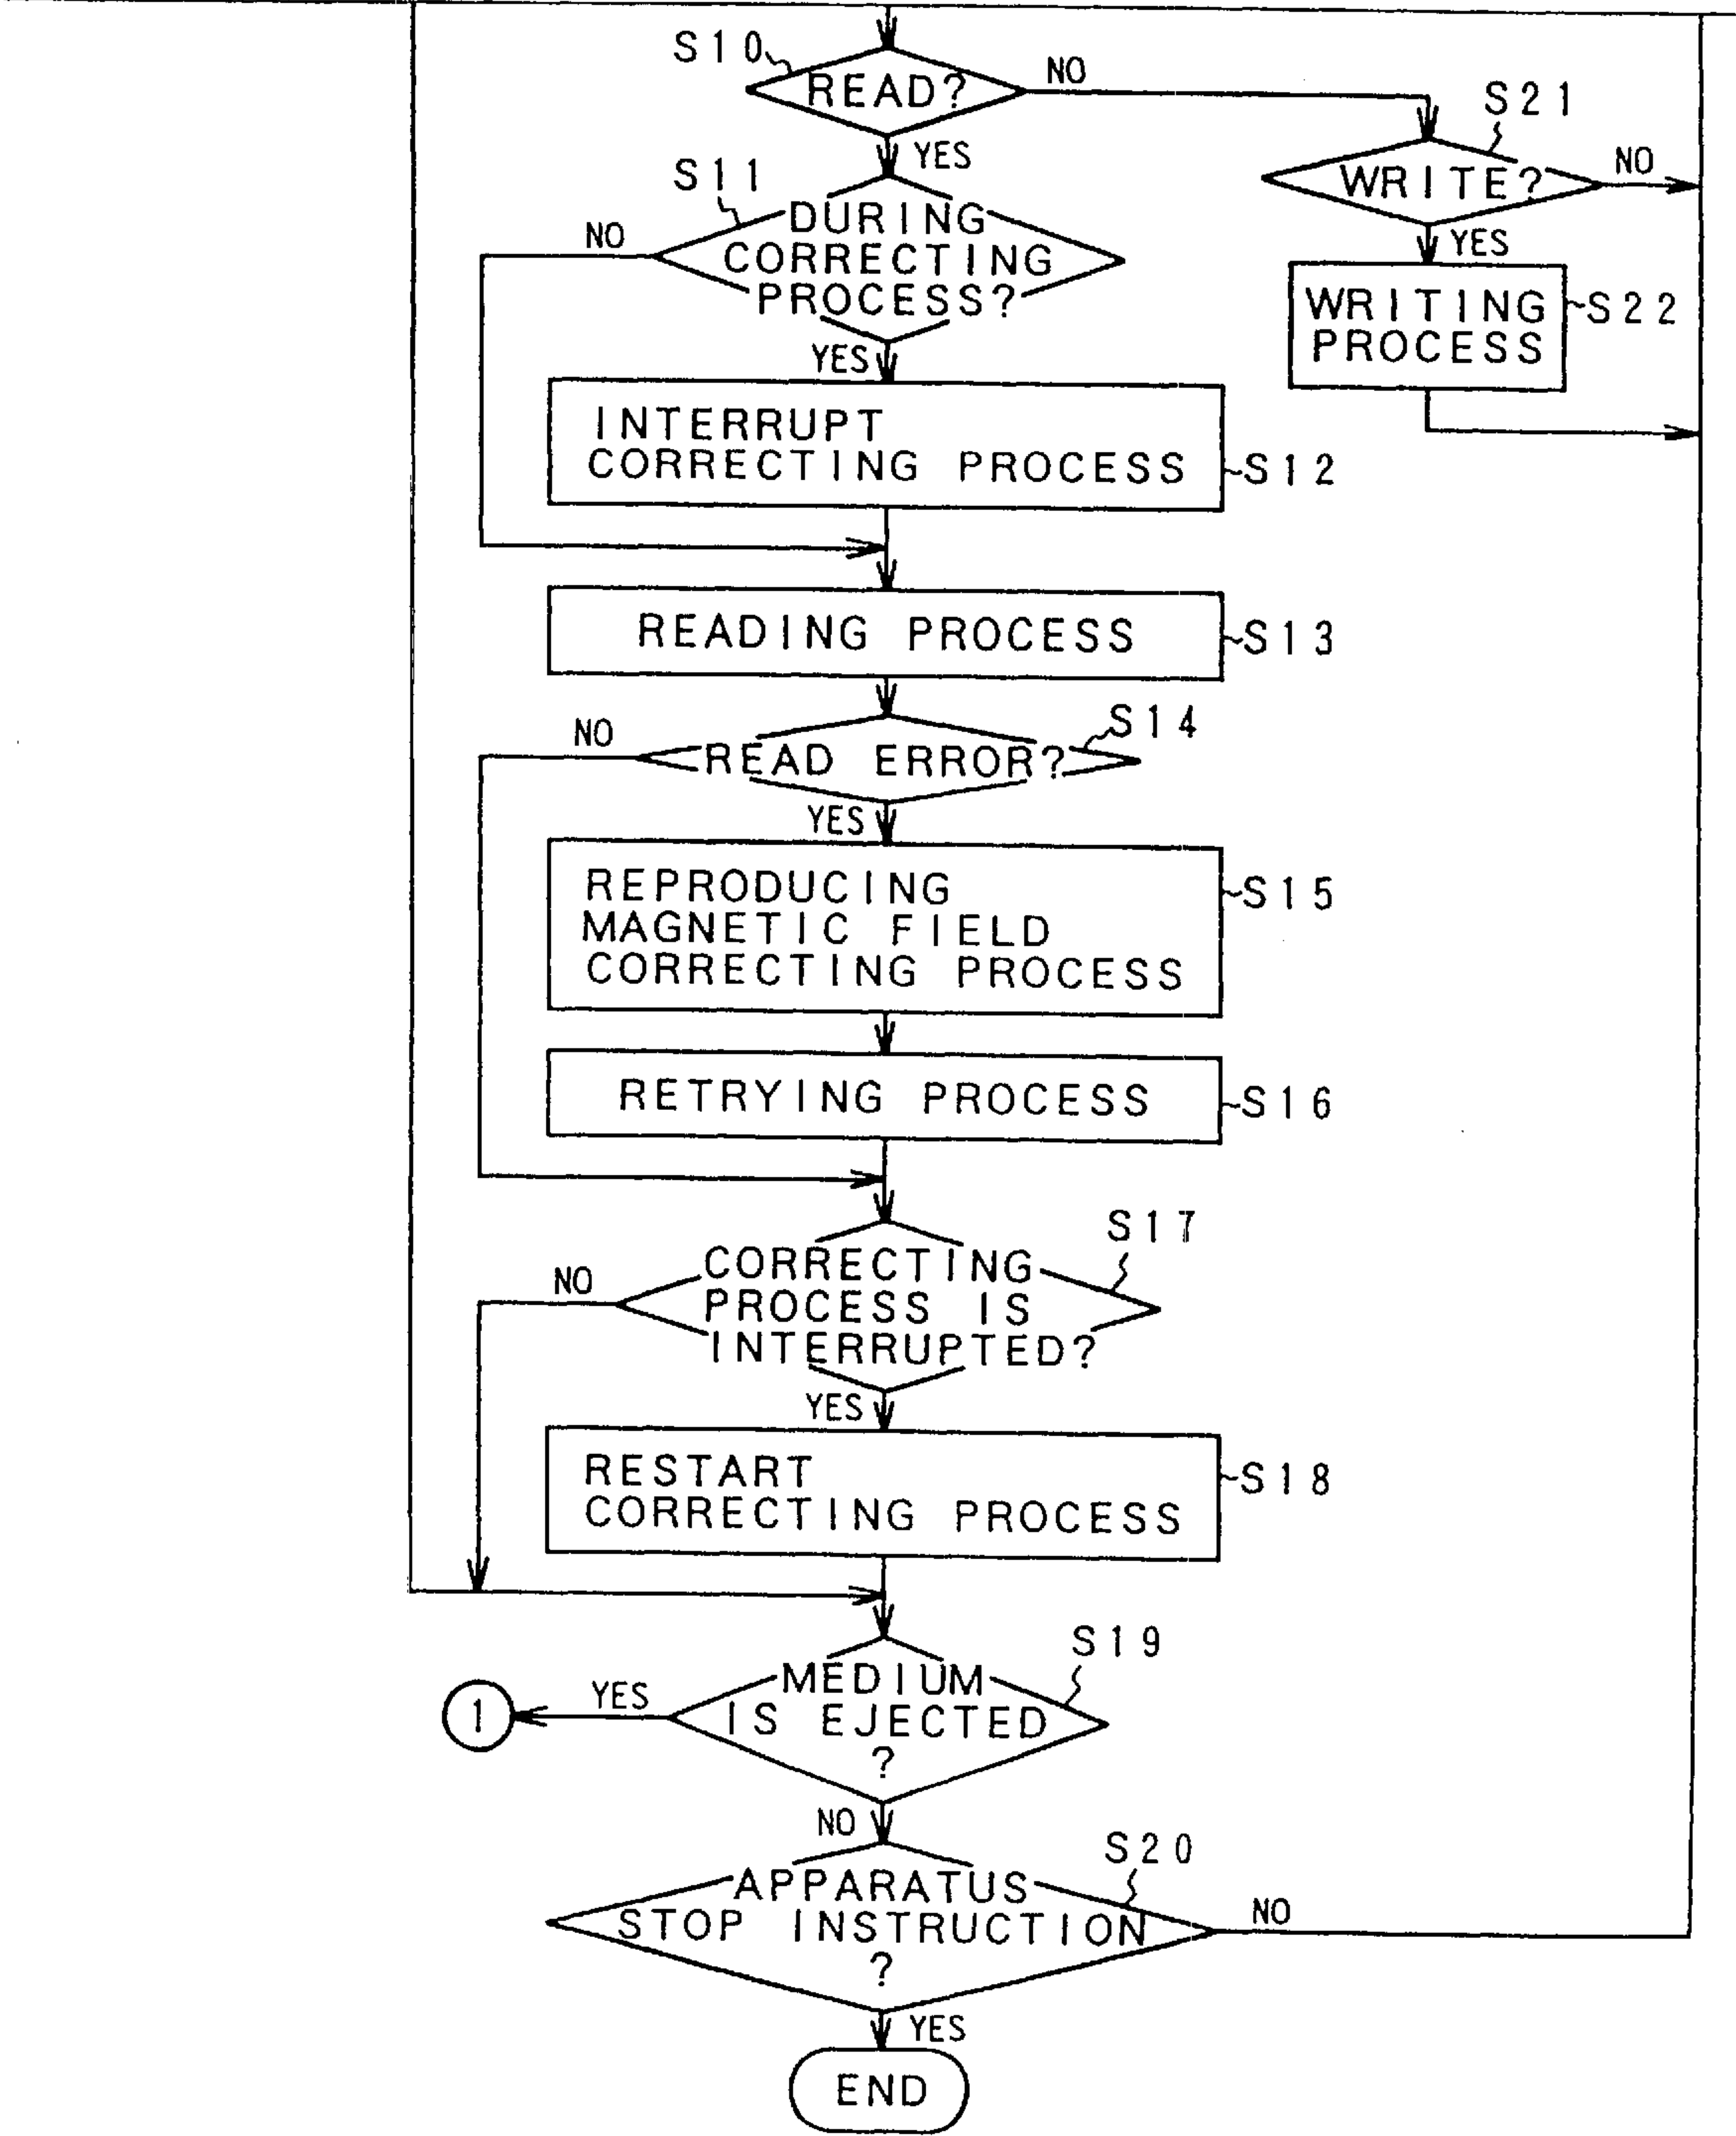 S10
READ?
NO
YES
S21
WRITE?
NO
YES
WRITING
PROCESS
S22
S11
DURING
CORRECTING
PROCESS?
NO
YES
INTERRUPT
CORRECTING PROCESS
S12
READING PROCESS
S13
S14
READ ERROR?
NO
YES
REPRODUCING
MAGNETIC FIELD
CORRECTING PROCESS
S15
RETRYING PROCESS
S16
S17
CORRECTING
PROCESS IS
INTERRUPTED?
NO
YES
RESTART
CORRECTING PROCESS
S18
S19
MEDIUM
IS EJECTED
?
YES
1
NO
S20
APPARATUS
STOP INSTRUCTION
?
NO
YES
END